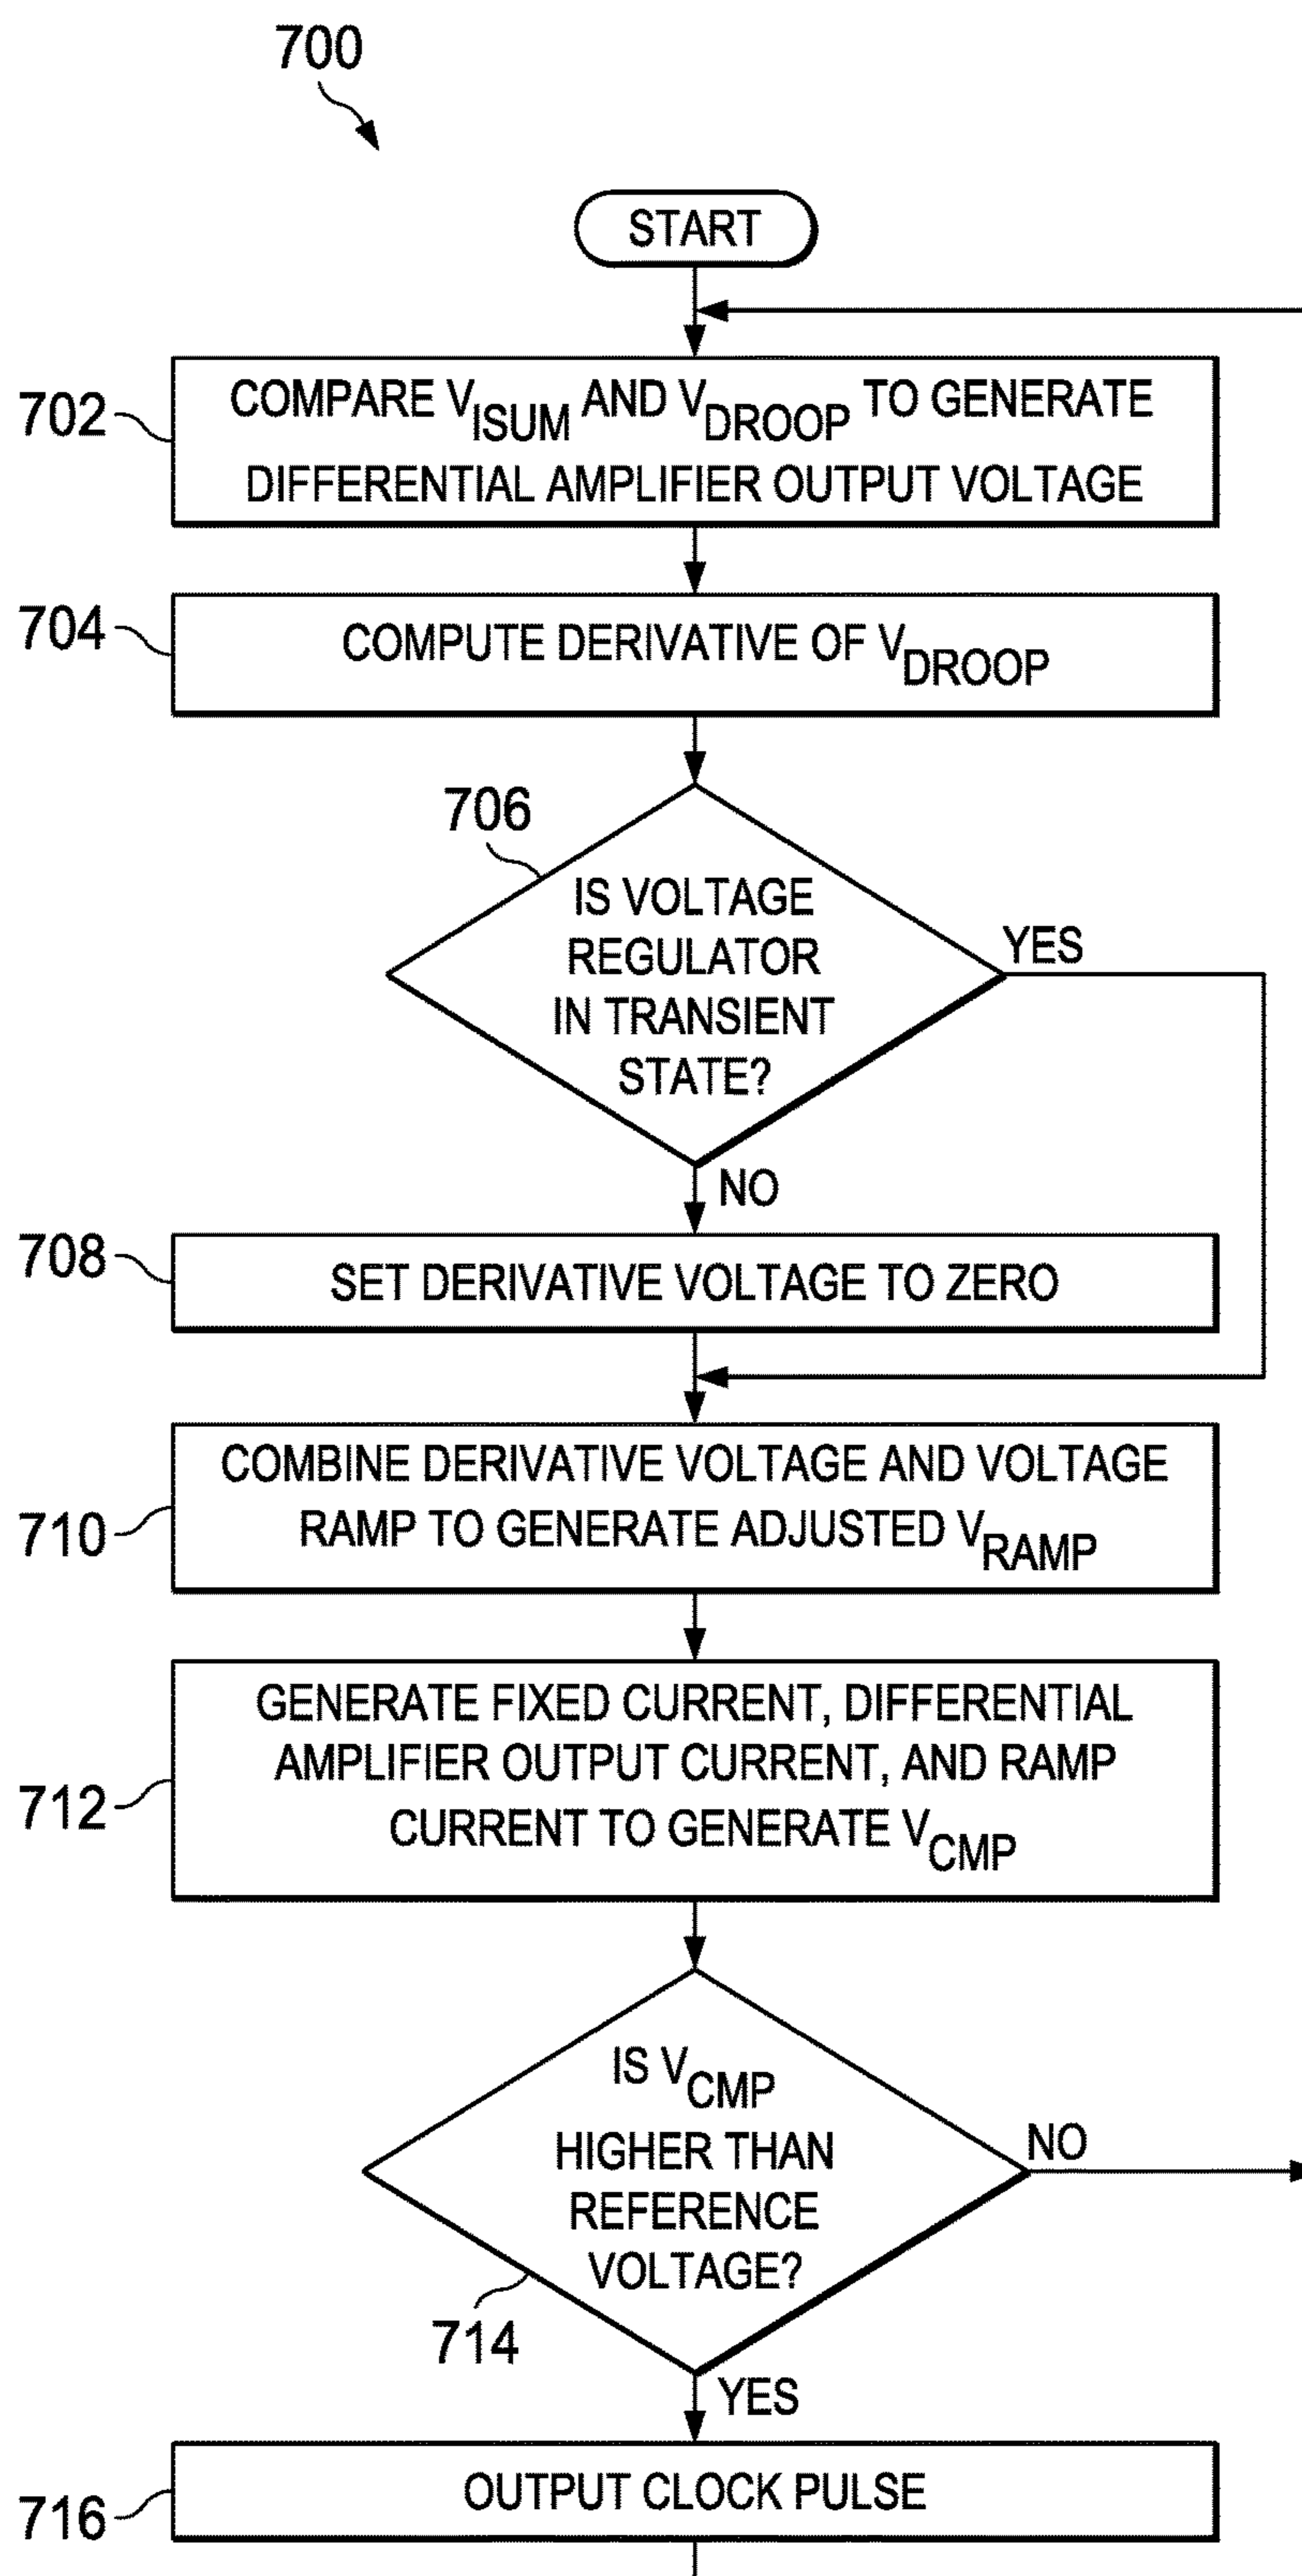 700
START
702
COMPARE VISUM AND VDROOP TO GENERATE
DIFFERENTIAL AMPLIFIER OUTPUT VOLTAGE
704
COMPUTE DERIVATIVE OF VDROOP
706
IS VOLTAGE
REGULATOR
IN TRANSIENT
STATE?
YES
NO
708
SET DERIVATIVE VOLTAGE TO ZERO
710
COMBINE DERIVATIVE VOLTAGE AND VOLTAGE
RAMP TO GENERATE ADJUSTED VRAMP
712
GENERATE FIXED CURRENT, DIFFERENTIAL
AMPLIFIER OUTPUT CURRENT, AND RAMP
CURRENT TO GENERATE VCMP
IS VCMP
HIGHER THAN
REFERENCE
VOLTAGE?
NO
714
YES
716
OUTPUT CLOCK PULSE